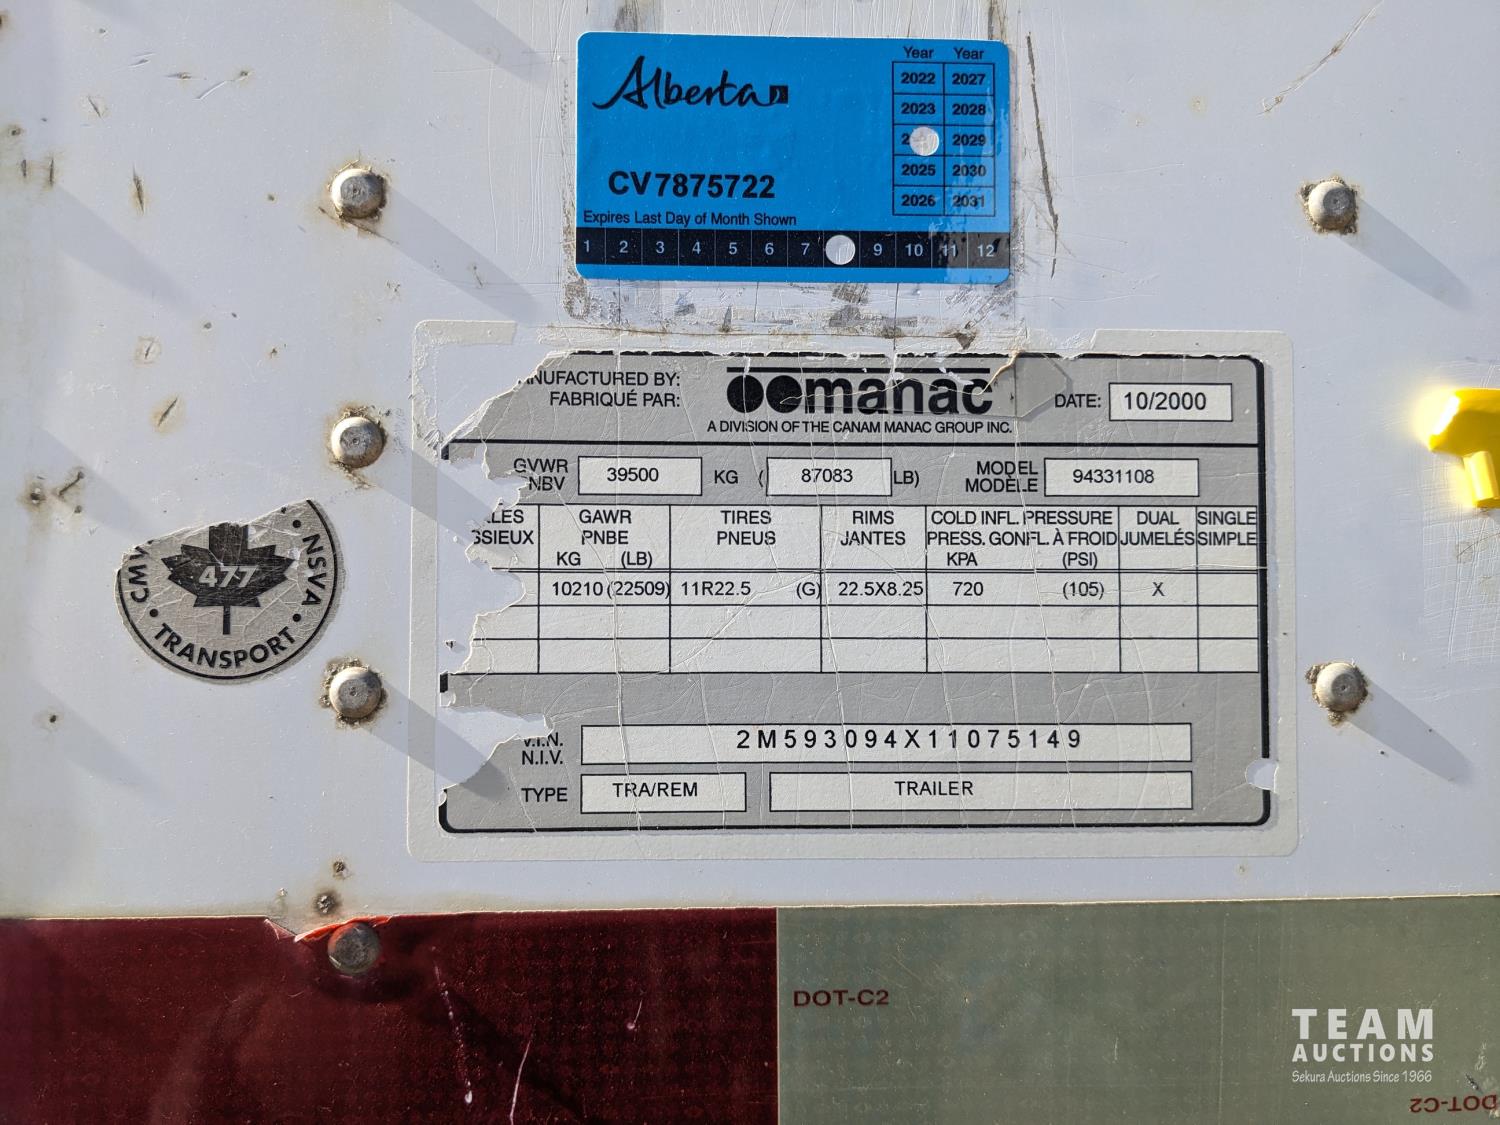 Alberta
Year Year
2022 2027
2023 2028
2029
2025 2030
2026 2031
CV7875722
Expires Last Day of Month Shown
1 2 3 4 5 6 7 9 10 11 12
ANUFACTURED BY:
FABRIQUÉ PAR:
manac
A DIVISION OF THE CANAM MANAC GROUP INC.
DATE: 10/2000
GVWR
NBV
39500 KG ( 87083 LB)
MODEL
MODÈLE
94331108
LES
SSIEUX
GAWR
PNBE
KG (LB)
TIRES
PNEUS
RIMS
JANTES
COLD INFL. PRESSURE
PRESS. GONFL. À FROID
KPA (PSI)
DUAL
JUMELÉS
SINGLE
SIMPLE
10210 (22509) 11R22.5 (G) 22.5X8.25 720 (105) X
V.I.N.
N.I.V.
2M593094X11075149
TYPE TRA/REM TRAILER
CMV
477
NSVA
• TRANSPORT •
DOT-C2
DOT-C2
TEAM
AUCTIONS
Sekura Auctions Since 1966